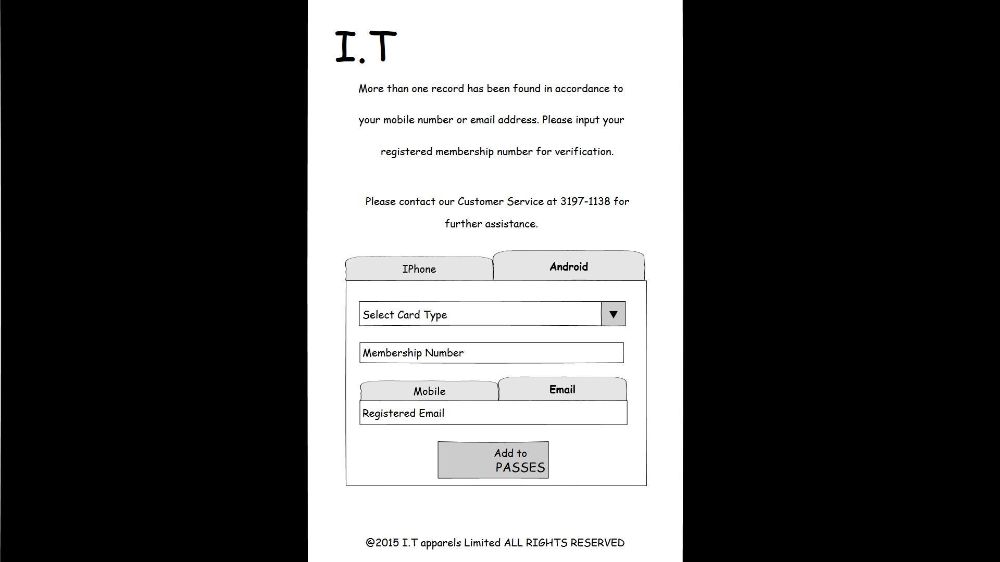 I.T
More than one record has been found in accordance to
your mobile number or email address. Please input your
registered membership number for verification.
Please contact our Customer Service at 3197-1138 for
further assistance.
IPhone
Android
Select Card Type
Membership Number
Mobile
Email
Registered Email
Add to
PASSES
@2015 I.T apparels Limited ALL RIGHTS RESERVED